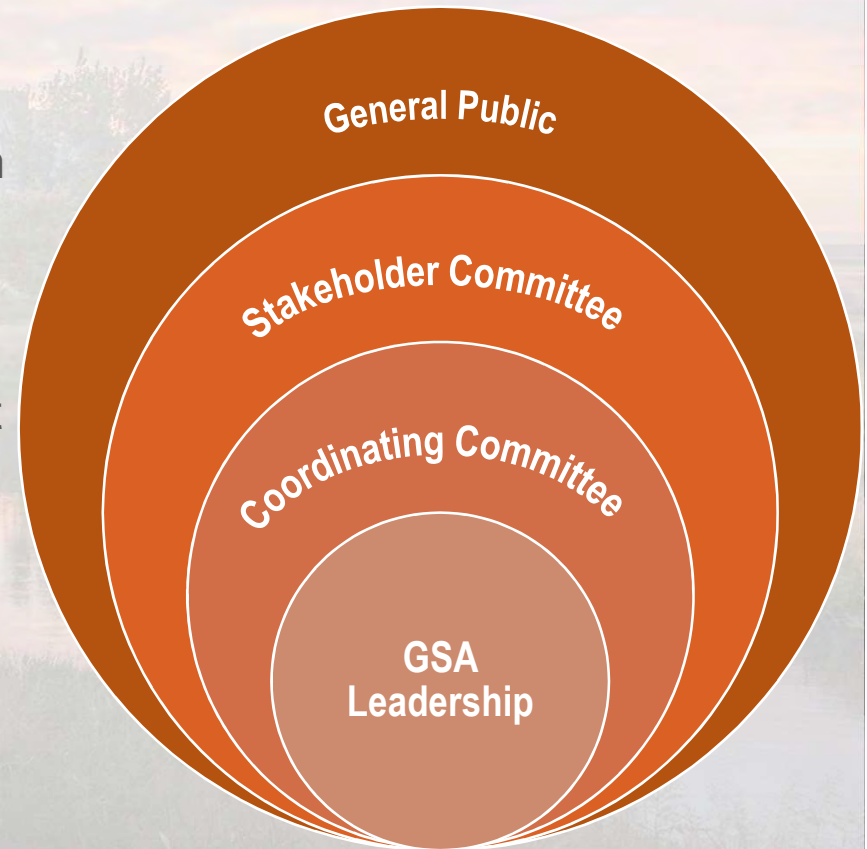 General Public
Stakeholder Committee
Coordinating Committee
GSA
Leadership